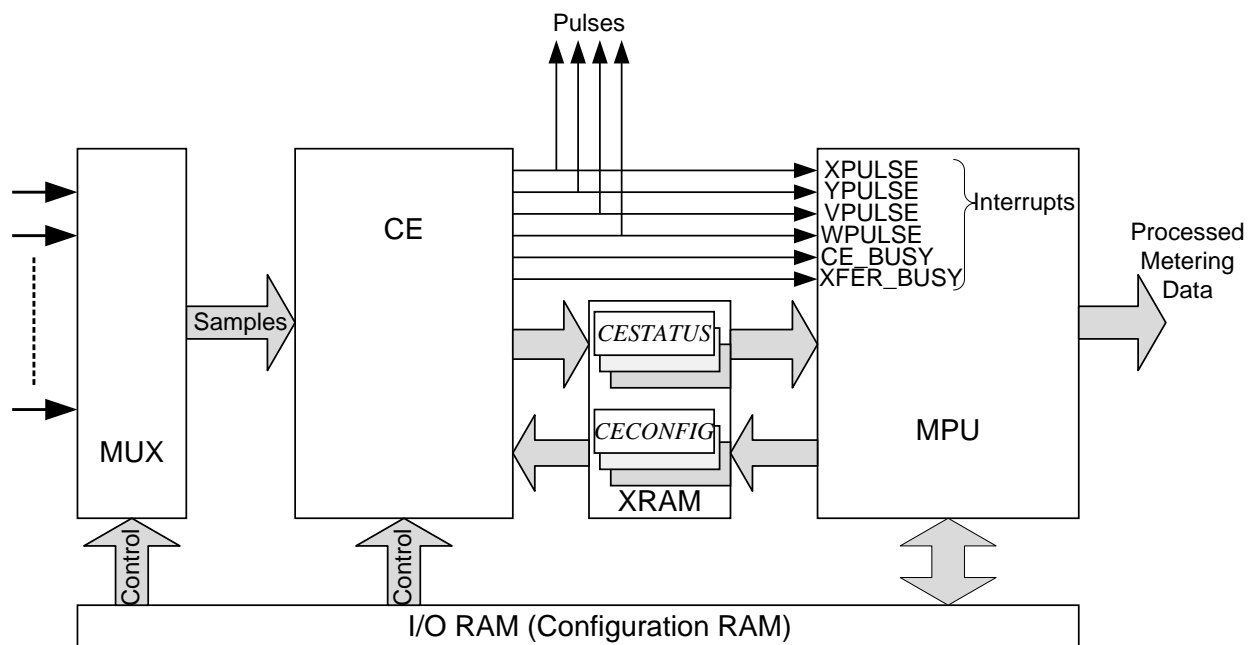 Pulses
XPULSE
YPULSE
VPULSE
WPULSE
CE_BUSY
XFER_BUSY
Interrupts
CE
Processed
Metering
Data
Samples
CESTATUS
CECONFIG
XRAM
MUX
MPU
Control
Control
I/O RAM (Configuration RAM)